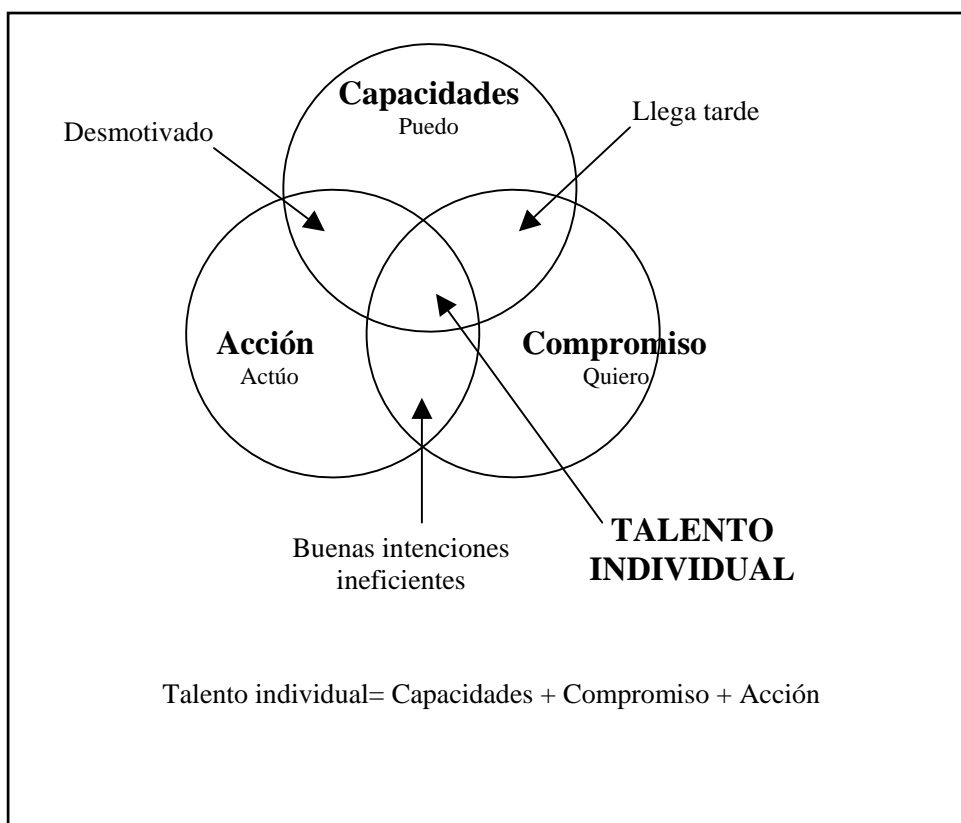 Capacidades
Puedo
Desmotivado
Llega tarde
Acción
Actúo
Compromiso
Quiero
Buenas intenciones
ineficientes
TALENTO
INDIVIDUAL
Talento individual= Capacidades + Compromiso + Acción